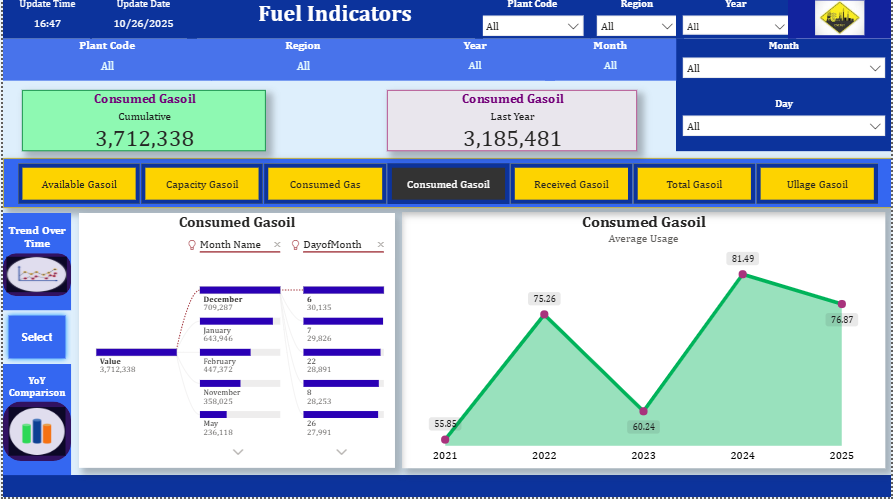 Update Time
Update Date
Fuel Indicators
Plant Code
Region
Year
16:47
10/26/2025
All
All
All
Plant Code
Region
Year
Month
All
All
All
All
Month
All
Day
All
Consumed Gasoil
Cumulative
3,712,338
Consumed Gasoil
Last Year
3,185,481
Available Gasoil
Capacity Gasoil
Consumed Gas
Consumed Gasoil
Received Gasoil
Total Gasoil
Ullage Gasoil
Trend Over
Time
Select
YoY
Comparison
Consumed Gasoil
Month Name
DayofMonth
Value
3,712,338
December
709,287
January
643,946
February
447,372
November
358,025
May
236,118
6
30,135
7
29,826
22
28,891
8
28,253
26
27,991
Consumed Gasoil
Average Usage
55.85
75.26
60.24
81.49
76.87
2021
2022
2023
2024
2025